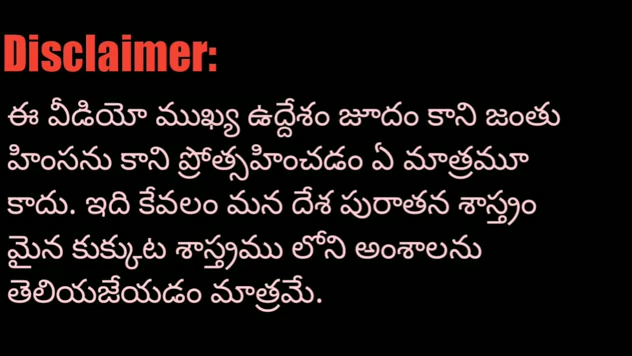 Disclaimer:
ఈ వీడియో ముఖ్య ఉద్దేశం జూదం కాని జంతు
హింసను కాని ప్రోత్సహించడం ఏ మాత్రమూ
కాదు. ఇది కేవలం మన దేశ పురాతన శాస్త్రం
మైన కుక్కుట శాస్త్రము లోని అంశాలను
తెలియజేయడం మాత్రమే.